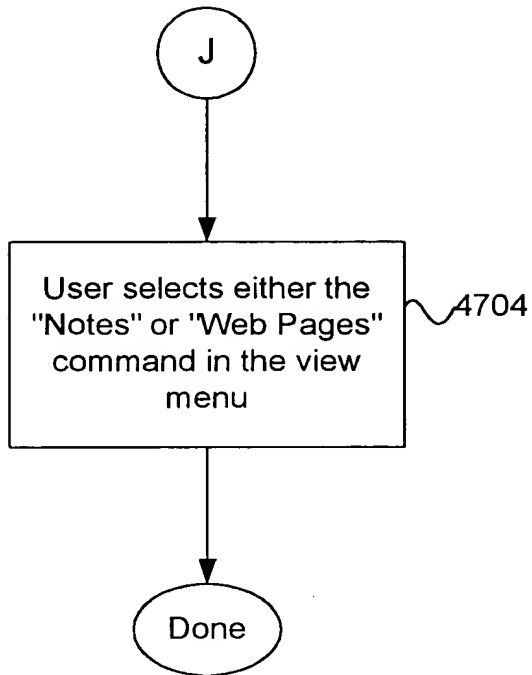 J
User selects either the
"Notes" or "Web Pages"
command in the view
menu
4704
Done